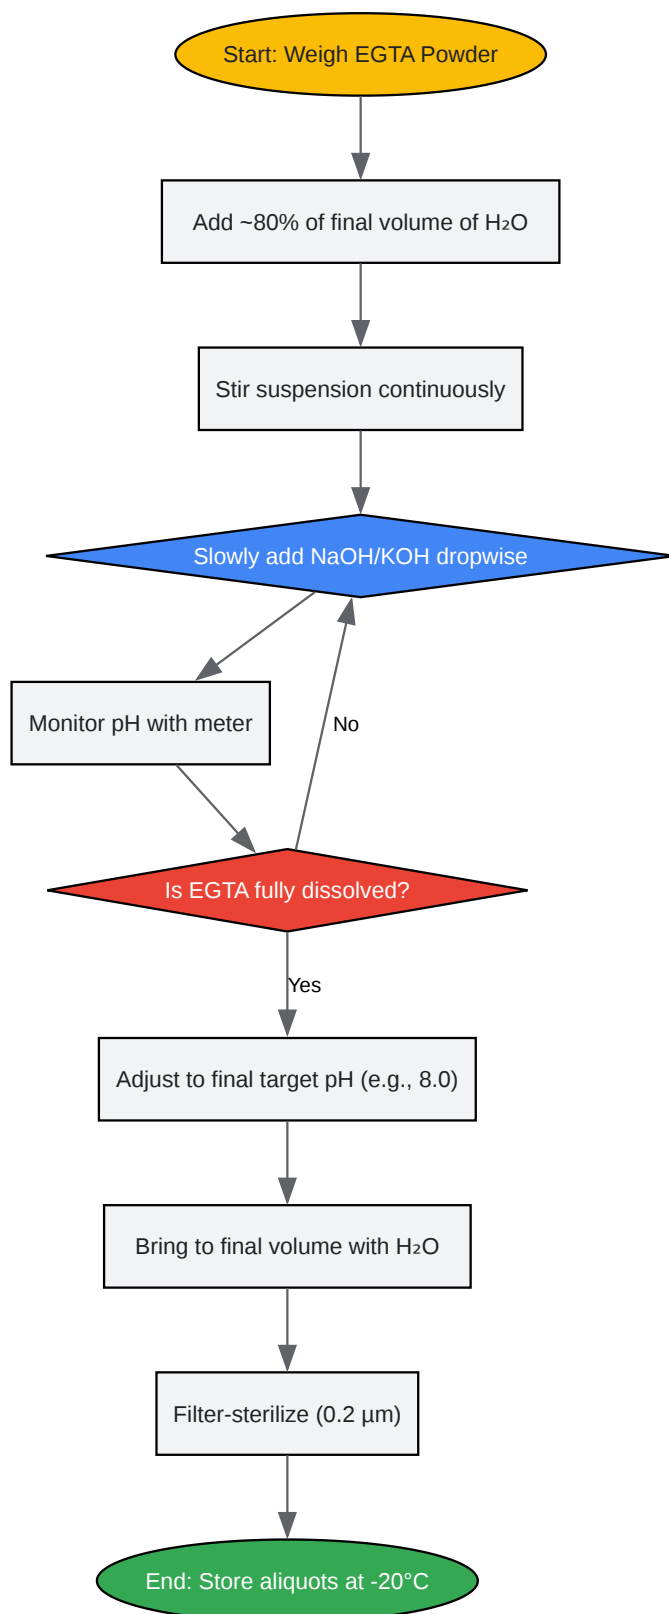 Start: Weigh EGTA Powder
Add ~80% of final volume of H₂O
Stir suspension continuously
Slowly add NaOH/KOH dropwise
Monitor pH with meter
No
Is EGTA fully dissolved?
Yes
Adjust to final target pH (e.g., 8.0)
Bring to final volume with H₂O
Filter-sterilize (0.2 µm)
End: Store aliquots at -20°C